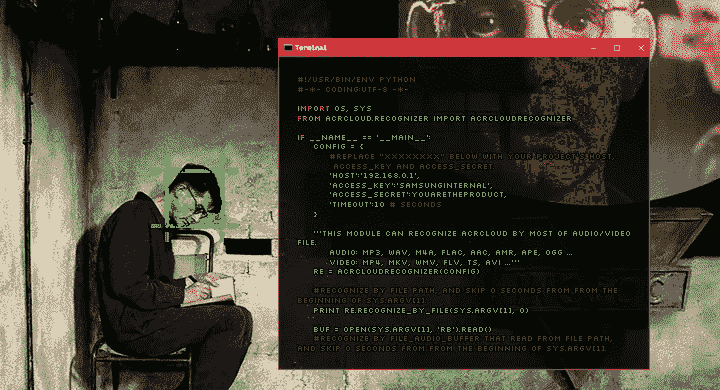 Terminal
#!/USR/BIN/ENV PYTHON
#-*- CODING:UTF-8 -*-
IMPORT OS, SYS
FROM ACRCLOUD.RECOGNIZER IMPORT ACRCLOUDRECOGNIZER
IF __NAME__ == '__MAIN__':
CONFIG = {
#REPLACE "XXXXXXXX" BELOW WITH YOUR PROJECT'S HOST,
ACCESS_KEY AND ACCESS_SECRET.
'HOST':'192.168.0.1',
'ACCESS_KEY':'SAMSUNGINTERNAL',
'ACCESS_SECRET':YOUARETHEPRODUCT,
'TIMEOUT':10 # SECONDS
}
'''THIS MODULE CAN RECOGNIZE ACRCLOUD BY MOST OF AUDIO/VIDEO
FILE.
AUDIO: MP3, WAV, M4A, FLAC, AAC, AMR, APE, OGG ...
VIDEO: MP4, MKV, WMV, FLV, TS, AVI ...'''
RE = ACRCLOUDRECOGNIZER(CONFIG)
#RECOGNIZE BY FILE PATH, AND SKIP 0 SECONDS FROM FROM THE
BEGINNING OF SYS.ARGV[1].
PRINT RE.RECOGNIZE_BY_FILE(SYS.ARGV[1], 0)
BUF = OPEN(SYS.ARGV[1], 'RB').READ()
#RECOGNIZE BY FILE_AUDIO_BUFFER THAT READ FROM FILE PATH,
AND SKIP 0 SECONDS FROM FROM THE BEGINNING OF SYS.ARGV[1].